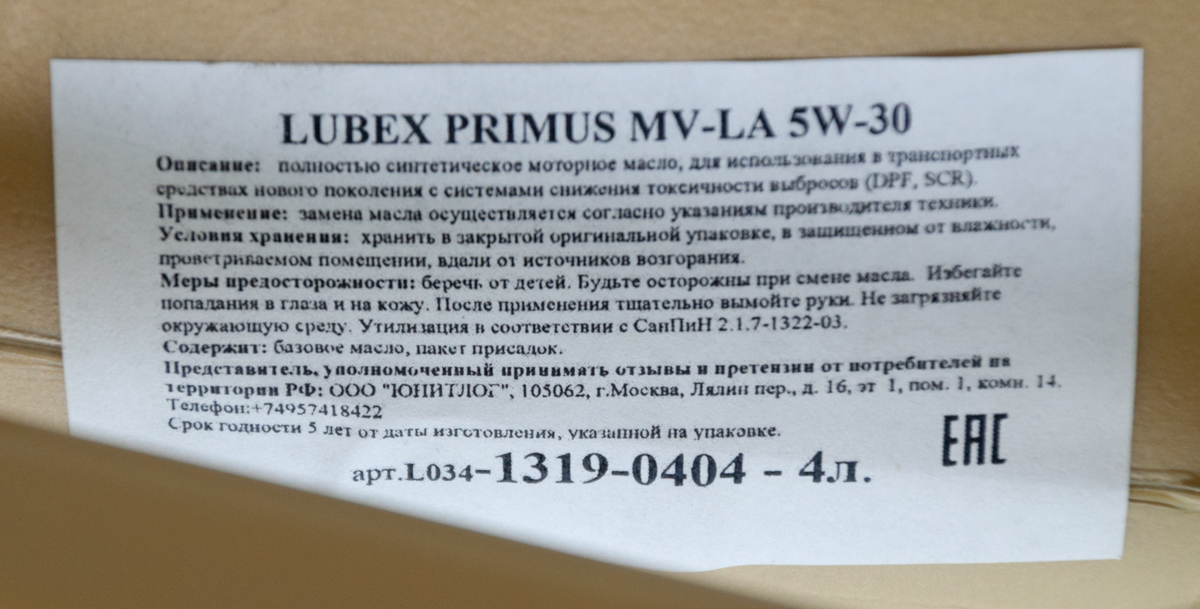 LUBEX PRIMUS MV-LA 5W-30
Описание: полностью синтетическое моторное масло, для использования в транспортных
средствах нового поколения с системами снижения токсичности выбросов (DPF, SCR).
Применение: замена масла осуществляется согласно указаниям производителя техники.
Условия хранения: хранить в закрытой оригинальной упаковке, в защищенном от влажности,
проветриваемом помещении, вдали от источников возгорания.
Меры предосторожности: беречь от детей. Будьте осторожны при смене масла. Избегайте
попадания в глаза и на кожу. После применения тщательно вымойте руки. Не загрязняйте
окружающую среду. Утилизация в соответствии с СанПиН 2.1.7-1322-03.
Содержит: базовое масло, пакет присадок.
Представитель, уполномоченный принимать отзывы и претензии от потребителей на
территории РФ: ООО "ЮНИТЛОГ", 105062, г.Москва, Лялин пер., д. 16, эт 1, пом. 1, комн. 14.
Телефон:+74957418422
Срок годности 5 лет от даты изготовления, указанной на упаковке.
EAC
арт.L034-1319-0404 - 4л.